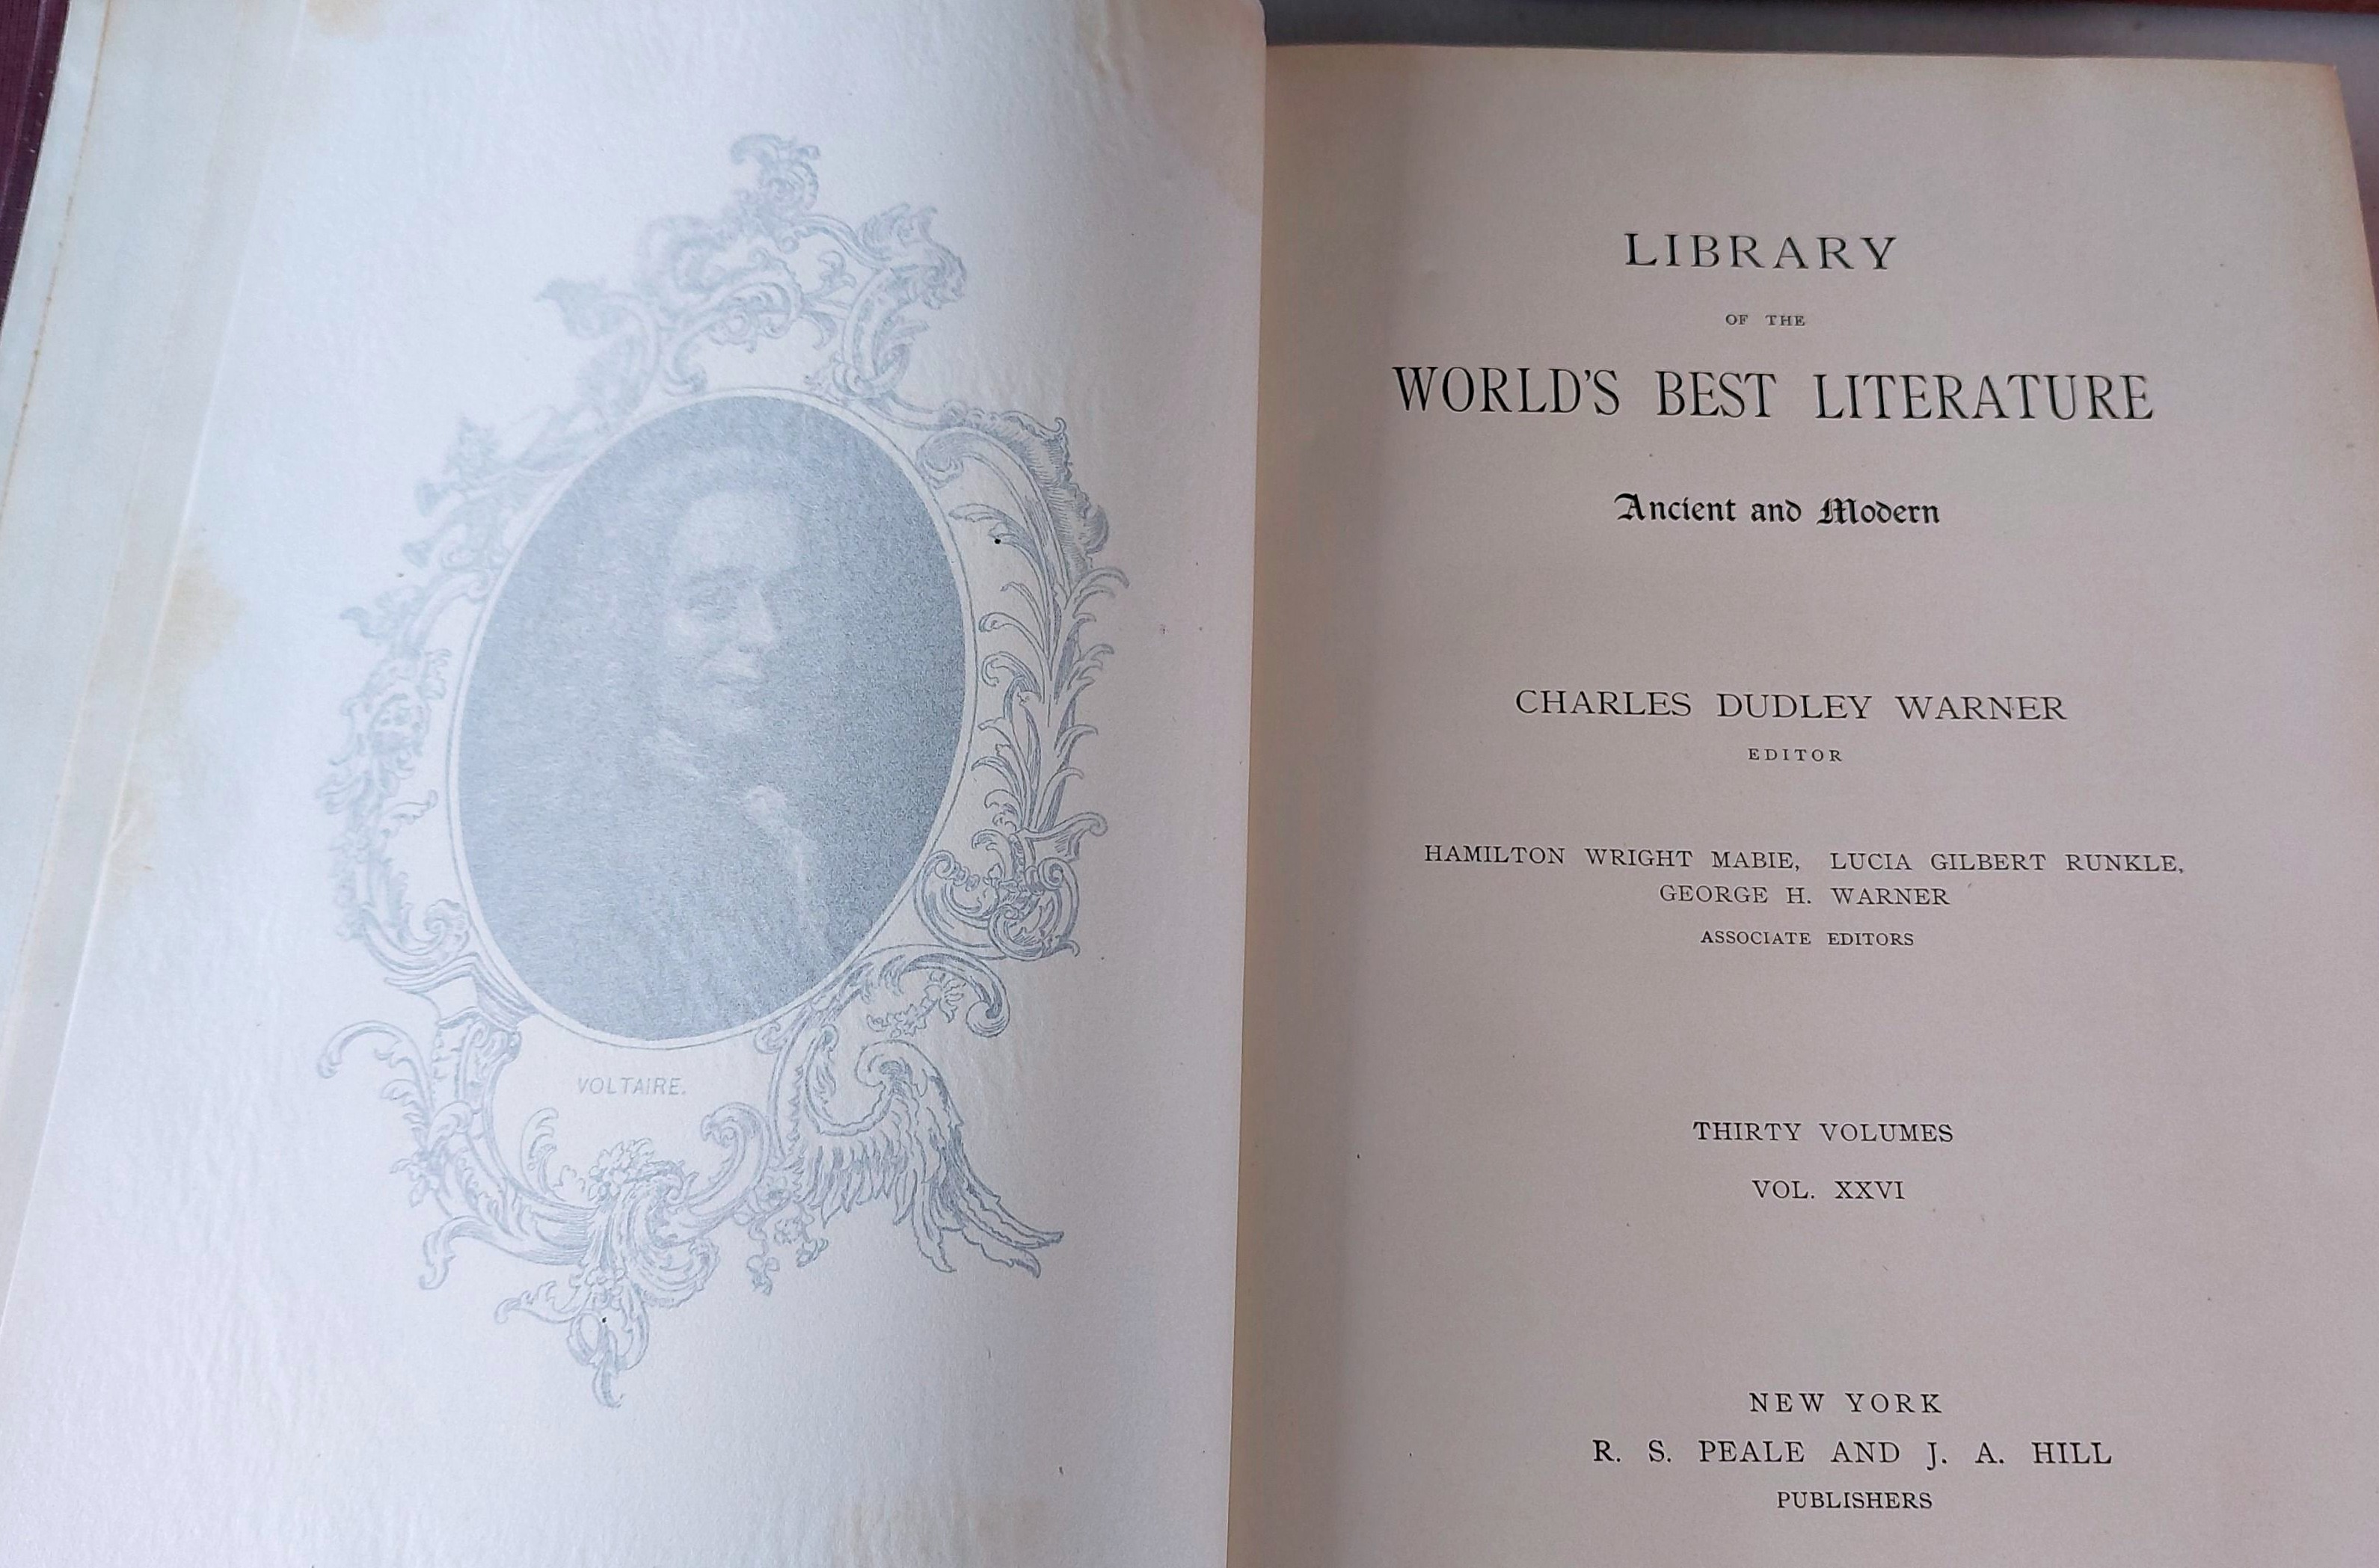 VOLTAIRE.
LIBRARY
OF THE
WORLD'S BEST LITERATURE
Ancient and Modern
CHARLES DUDLEY WARNER
EDITOR
HAMILTON WRIGHT MABIE, LUCIA GILBERT RUNKLE,
GEORGE H. WARNER
ASSOCIATE EDITORS
THIRTY VOLUMES
VOL. XXVI
NEW YORK
R. S. PEALE AND J. A. HILL
PUBLISHERS